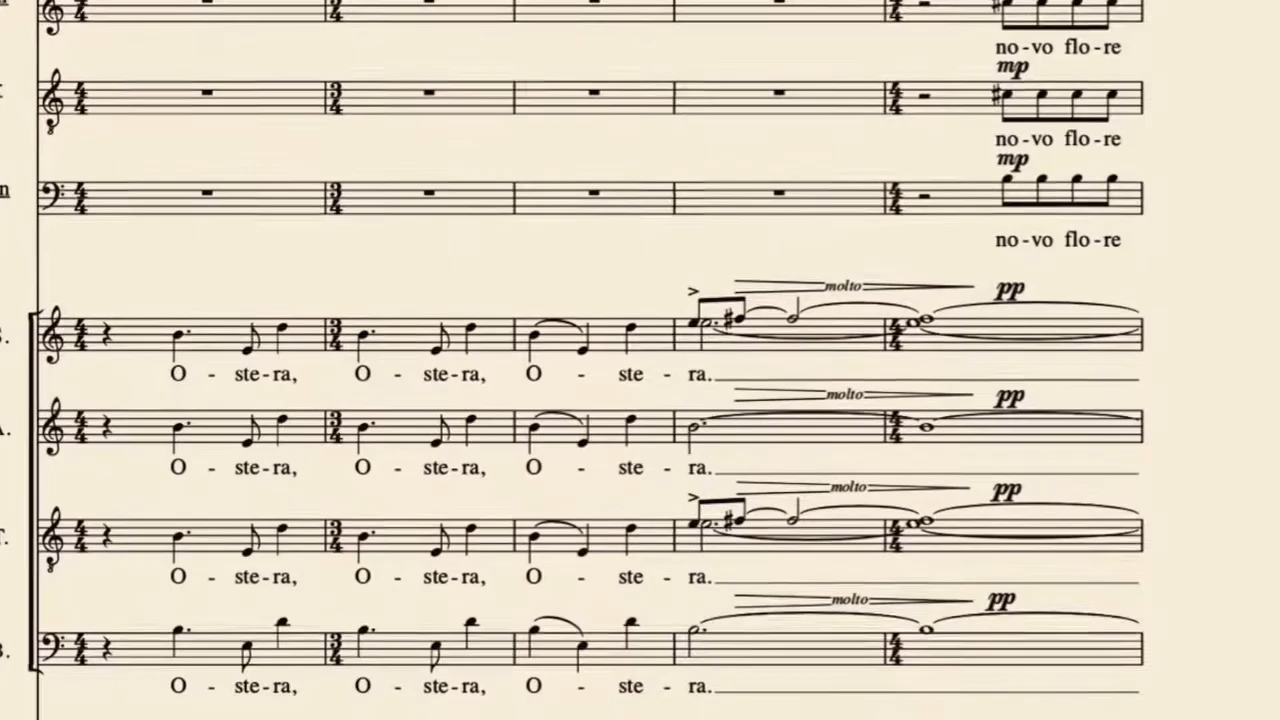 no-vo flo-re
mp
no-vo flo-re
mp
no-vo flo-re
molto pp
O - ste-ra, O - ste-ra, O - ste - ra.
molto pp
O - ste-ra, O - ste-ra, O - ste - ra.
molto pp
O - ste-ra, O - ste-ra, O - ste - ra.
molto pp
O - ste-ra, O - ste-ra, O - ste - ra.